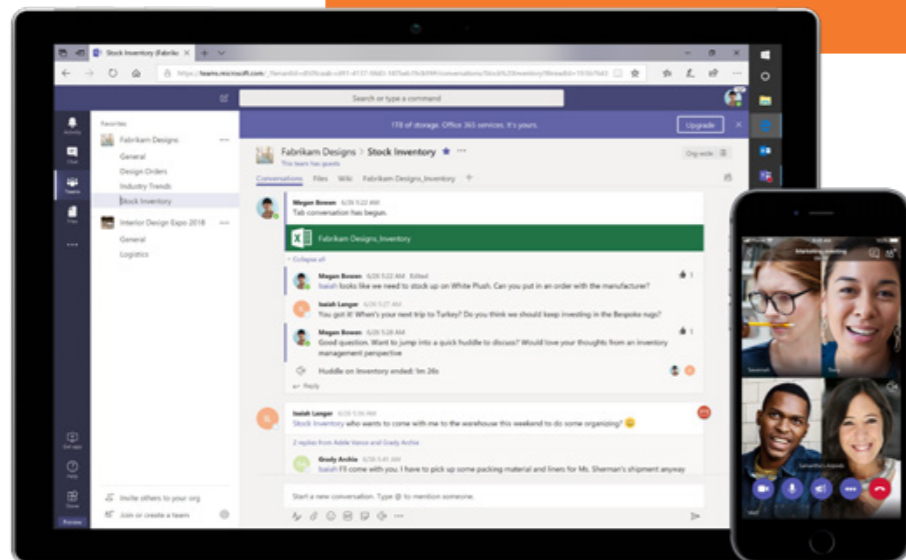 Stock Inventory (Fabrika
Search or type a command
1TB of storage. Office 365 services. It's yours.
Upgrade
Activity
Chat
Teams
Files
Favorites
Fabrikam Designs
General
Design Orders
Industry Trends
Stock Inventory
Interior Design Expo 2018
General
Logistics
Fabrikam Designs > Stock Inventory
This team has guests
Org-wide
Conversations Files Wiki Fabrikam Designs_Inventory +
Megan Bowen 6/28 5:22 AM
Tab conversation has begun.
Fabrikam Designs_Inventory
Collapse all
Megan Bowen 6/28 5:22 AM Edited
1
Isaiah looks like we need to stock up on White Plush. Can you put in an order with the manufacturer?
Isaiah Langer 6/28 5:27 AM
You got it! When's your next trip to Turkey? Do you think we should keep investing in the Bespoke rugs?
Megan Bowen 6/28 5:28 AM
1
Good question. Want to jump into a quick huddle to discuss? Would love your thoughts from an inventory
management perspective
Huddle on Inventory ended: 1m 26s
Reply
Isaiah Langer 6/28 5:30 AM
Stock Inventory who wants to come with me to the warehouse this weekend to do some organizing?
2 replies from Adele Vance and Grady Archie
Grady Archie 6/28 5:41 AM
Isaiah I'll come with you. I have to pick up some packing material and liners for Ms. Sherman's shipment anyway
Start a new conversation. Type @ to mention someone.
Get app
Help
Store
Preview
Invite others to your org
Join or create a team
Marketing Meeting
Savannah